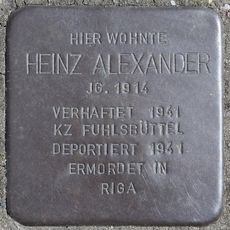 HIER WOHNTE
HEINZ ALEXANDER
JG. 1914
VERHAFTET 1941
KZ FUHLSBÜTTEL
DEPORTIERT 1941
ERMORDET IN
RIGA